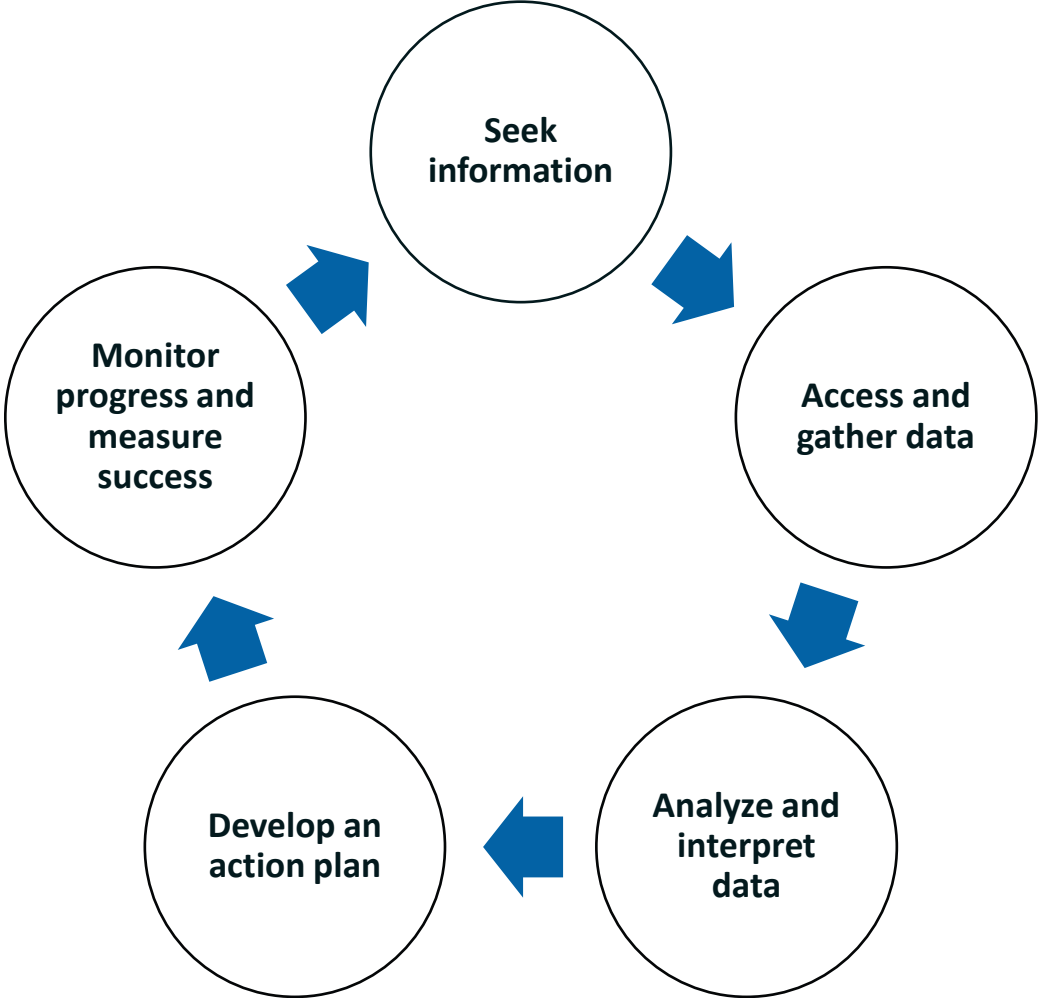 Seek
information
Access and
gather data
Analyze and
interpret
data
Develop an
action plan
Monitor
progress and
measure
success